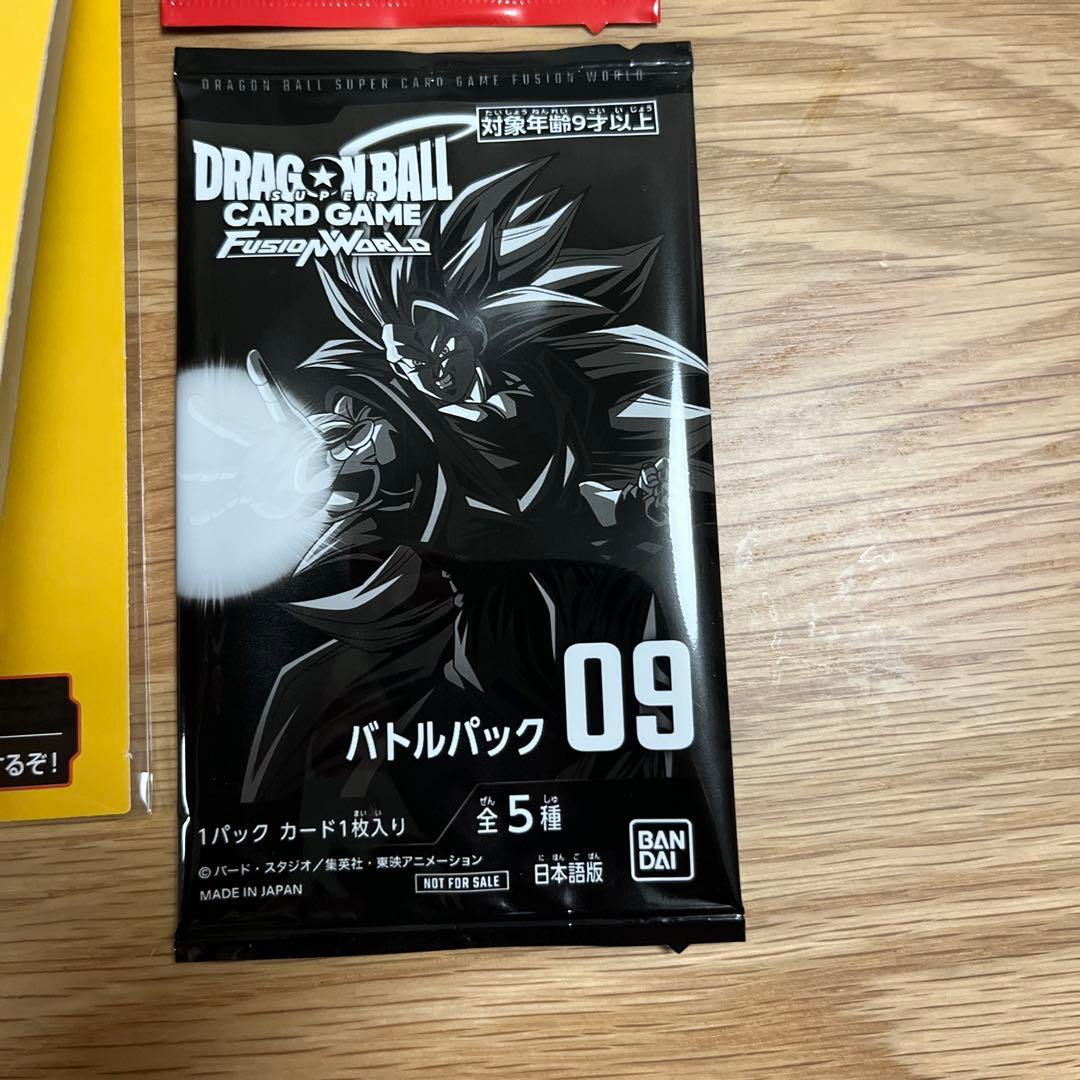 DRAGON BALL SUPER CARD GAME FUSION WORLD
たいしょうねんれい さい いじょう
対象年齢9才以上
DRAGON BALL
SUPER
CARD GAME
FUSION WORLD
09
バトルパック
まい い
1パック カード1枚入り
ぜん しゅ
全5種
©バード・スタジオ／集英社・東映アニメーション
MADE IN JAPAN
NOT FOR SALE
に ほん ご ばん
日本語版
BAN
DAI
るぞ!